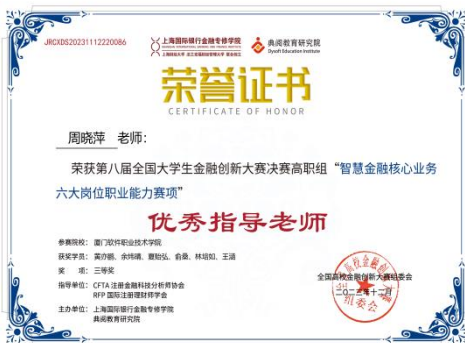 JRCXDS20231112220086
上海国际银行金融专修学院
典阅教育研究院
Dyoft Education Institute
荣誉证书
CERTIFICATE OF HONOR
周晓萍 老师：
荣获第八届全国大学生金融创新大赛决赛高职组“智慧金融核心业务
六大岗位职业能力赛项”
优秀指导老师
参赛院校： 厦门软件职业技术学院
获奖学员： 黄亦鹏、余炜晴、瞿贻弘、俞燊、林培如、王涵
奖 项： 三等奖
指导单位： CFTA 注册金融科技分析师协会
RFP 国际注册理财师学会
主办单位： 上海国际银行金融专修学院
典阅教育研究院
全国高校金融创新大赛组委会
二〇二三年十二月